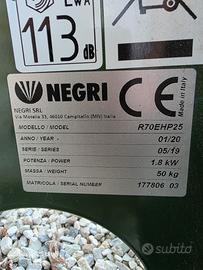 LWA
113 dB
NEGRI CE
NEGRI SRL
Via Motella 33, 46010 Campitello (MN) Italia
Made in Italy
MODELLO / MODEL R70EHP25
ANNO / YEAR 01/20
SERIE / SERIES 05/19
POTENZA / POWER 1.8 kW
MASSA / WEIGHT 50 kg
MATRICOLA / SERIAL NUMBER 177806 03
subito